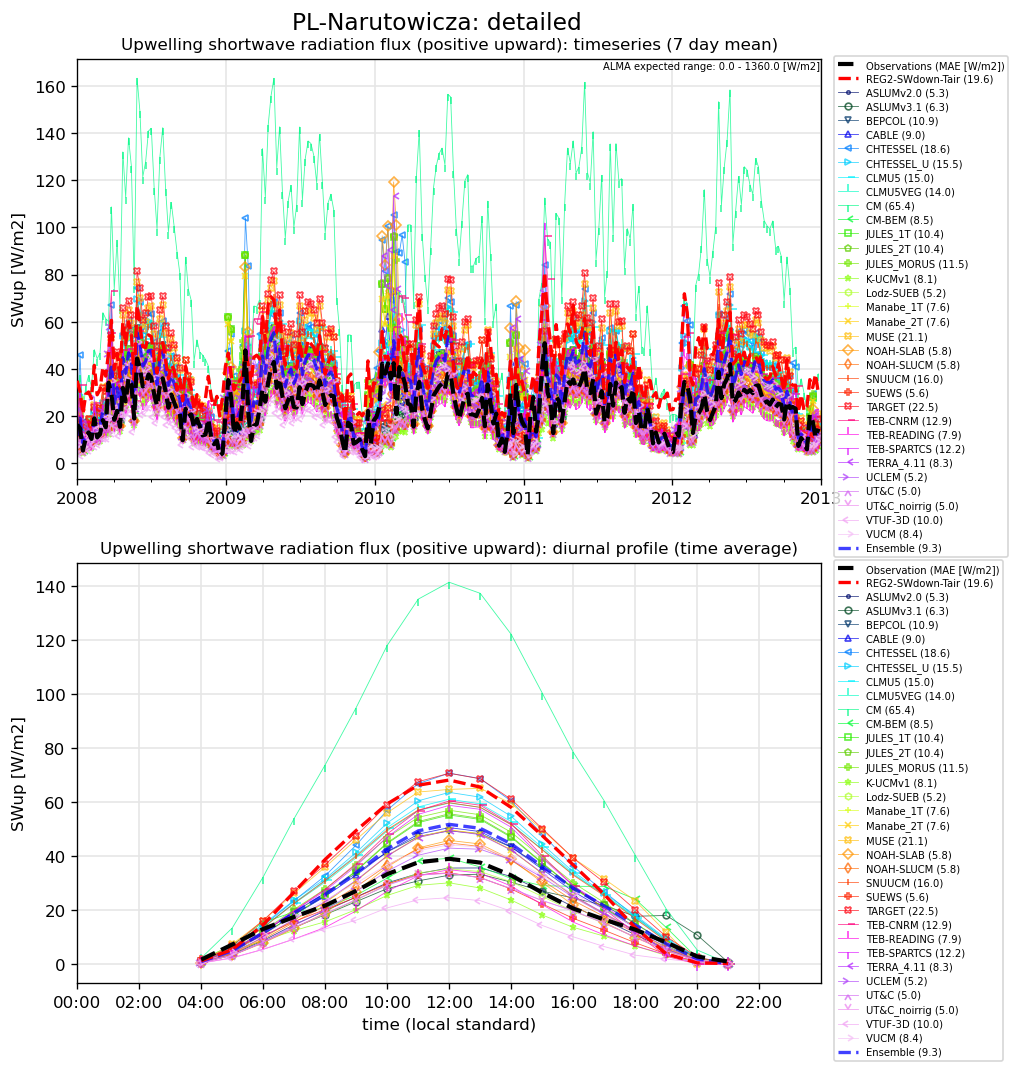 PL-Narutowicza: detailed
Upwelling shortwave radiation flux (positive upward): timeseries (7 day mean)
ALMA expected range: 0.0 - 1360.0 [W/m2]
SWup [W/m2]
160
140
120
100
80
60
40
20
0
2008
2009
2010
2011
2012
2013
Observations (MAE [W/m2])
REG2-SWdown-Tair (19.6)
ASLUMv2.0 (5.3)
ASLUMv3.1 (6.3)
BEPCOL (10.9)
CABLE (9.0)
CHTESSEL (18.6)
CHTESSEL_U (15.5)
CLMU5 (15.0)
CLMU5VEG (14.0)
CM (65.4)
CM-BEM (8.5)
JULES_1T (10.4)
JULES_2T (10.4)
JULES_MORUS (11.5)
K-UCMv1 (8.1)
Lodz-SUEB (5.2)
Manabe_1T (7.6)
Manabe_2T (7.6)
MUSE (21.1)
NOAH-SLAB (5.8)
NOAH-SLUCM (5.8)
SNUUCM (16.0)
SUEWS (5.6)
TARGET (22.5)
TEB-CNRM (12.9)
TEB-READING (7.9)
TEB-SPARTCS (12.2)
TERRA_4.11 (8.3)
UCLEM (5.2)
UT&C (5.0)
UT&C_noirrig (5.0)
VTUF-3D (10.0)
VUCM (8.4)
Ensemble (9.3)
Upwelling shortwave radiation flux (positive upward): diurnal profile (time average)
SWup [W/m2]
140
120
100
80
60
40
20
0
00:00
02:00
04:00
06:00
08:00
10:00
12:00
14:00
16:00
18:00
20:00
22:00
time (local standard)
Observation (MAE [W/m2])
REG2-SWdown-Tair (19.6)
ASLUMv2.0 (5.3)
ASLUMv3.1 (6.3)
BEPCOL (10.9)
CABLE (9.0)
CHTESSEL (18.6)
CHTESSEL_U (15.5)
CLMU5 (15.0)
CLMU5VEG (14.0)
CM (65.4)
CM-BEM (8.5)
JULES_1T (10.4)
JULES_2T (10.4)
JULES_MORUS (11.5)
K-UCMv1 (8.1)
Lodz-SUEB (5.2)
Manabe_1T (7.6)
Manabe_2T (7.6)
MUSE (21.1)
NOAH-SLAB (5.8)
NOAH-SLUCM (5.8)
SNUUCM (16.0)
SUEWS (5.6)
TARGET (22.5)
TEB-CNRM (12.9)
TEB-READING (7.9)
TEB-SPARTCS (12.2)
TERRA_4.11 (8.3)
UCLEM (5.2)
UT&C (5.0)
UT&C_noirrig (5.0)
VTUF-3D (10.0)
VUCM (8.4)
Ensemble (9.3)